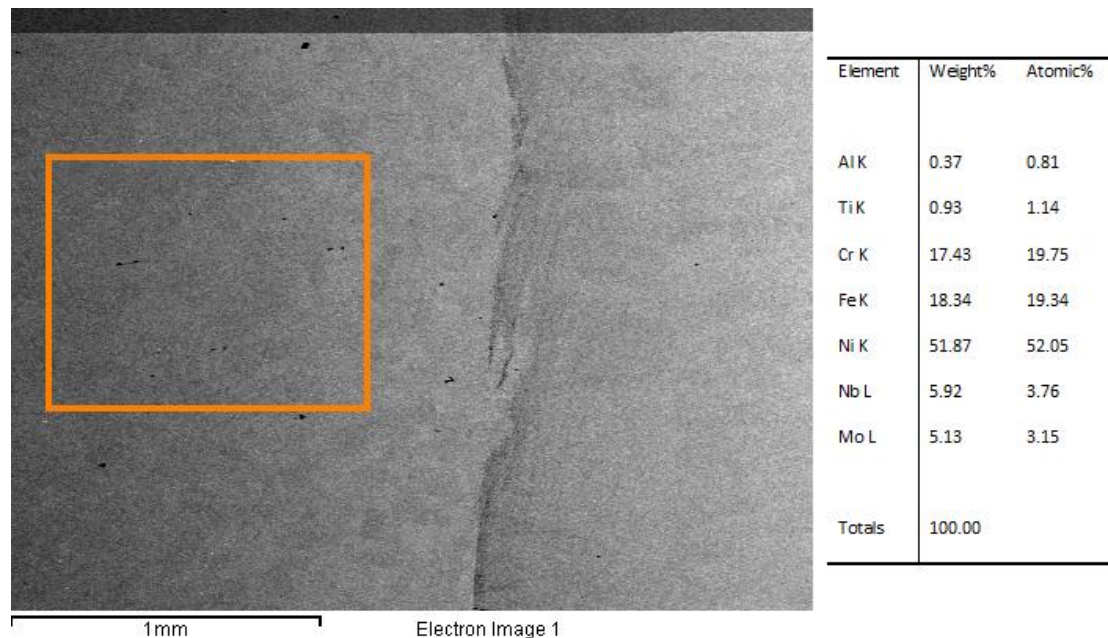 Element Weight% Atomic%
Al K 0.37 0.81
Ti K 0.93 1.14
Cr K 17.43 19.75
Fe K 18.34 19.34
Ni K 51.87 52.05
Nb L 5.92 3.76
Mo L 5.13 3.15
Totals 100.00
1mm Electron Image 1